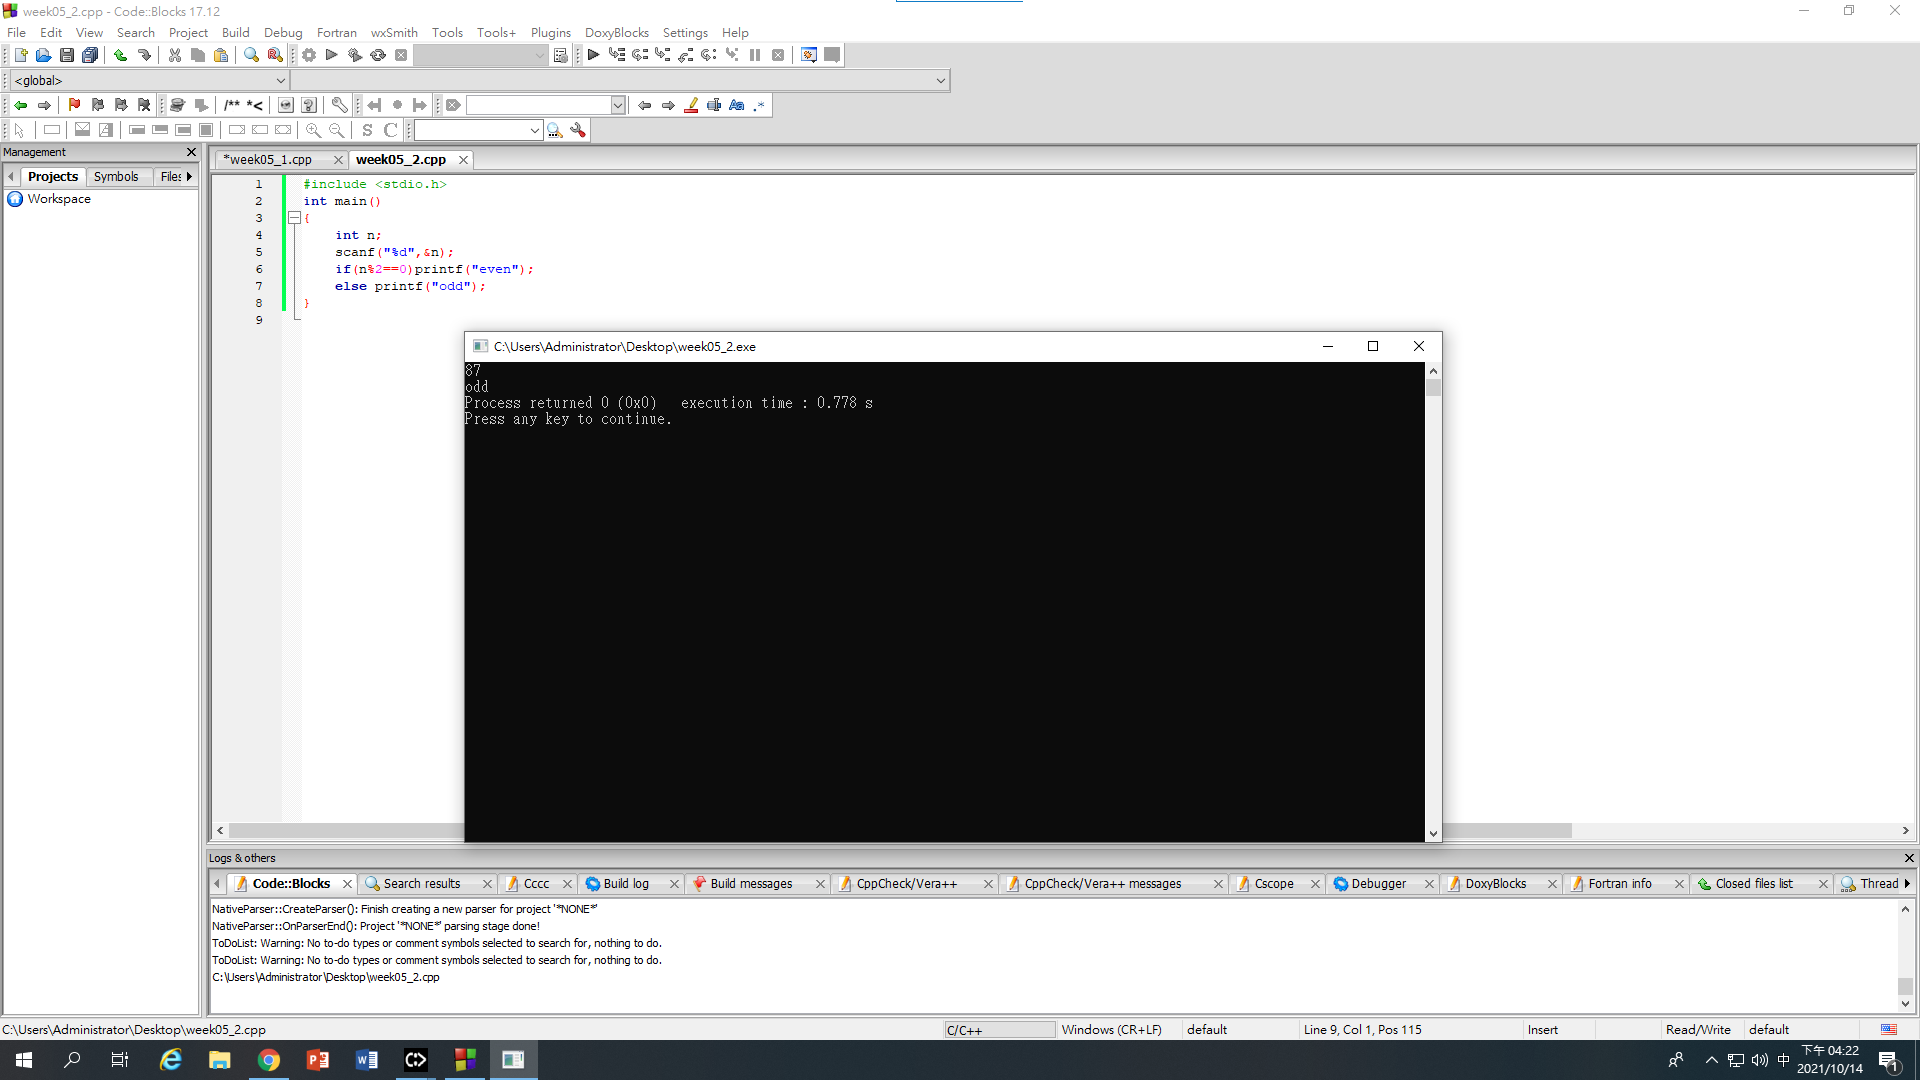 week05_2.cpp - Code::Blocks 17.12
File Edit View Search Project Build Debug Fortran wxSmith Tools Tools+ Plugins DoxyBlocks Settings Help
<global>
/** *<
S C
Management
Projects Symbols Files
Workspace
*week05_1.cpp week05_2.cpp
1 #include <stdio.h>
2 int main()
3 {
4 int n;
5 scanf("%d",&n);
6 if(n%2==0)printf("even");
7 else printf("odd");
8 }
9
C:\Users\Administrator\Desktop\week05_2.exe
87
odd
Process returned 0 (0x0) execution time : 0.778 s
Press any key to continue.
Logs & others
Code::Blocks Search results Cccc Build log Build messages CppCheck/Vera++ CppCheck/Vera++ messages Cscope Debugger DoxyBlocks Fortran info Closed files list Thread
NativeParser::CreateParser(): Finish creating a new parser for project '*NONE*'
NativeParser::OnParserEnd(): Project '*NONE*' parsing stage done!
ToDoList: Warning: No to-do types or comment symbols selected to search for, nothing to do.
ToDoList: Warning: No to-do types or comment symbols selected to search for, nothing to do.
C:\Users\Administrator\Desktop\week05_2.cpp
C:\Users\Administrator\Desktop\week05_2.cpp C/C++ Windows (CR+LF) default Line 9, Col 1, Pos 115 Insert Read/Write default
中 下午 04:22
2021/10/14 1